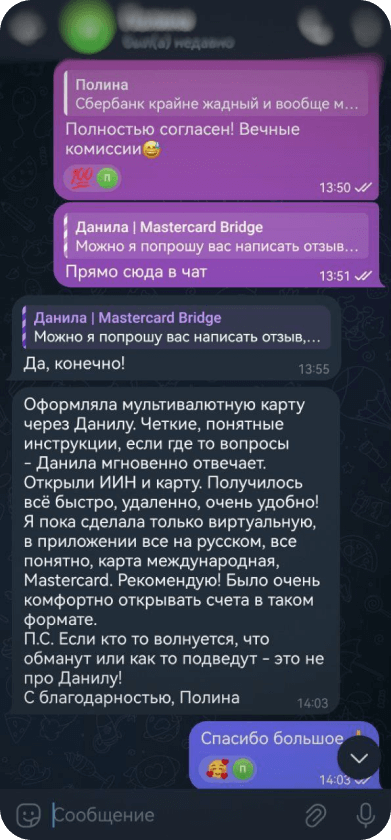 Полина
Сбербанк крайне жадный и вообще м...
Полностью согласен! Вечные
комиссии😅
💯 П
13:50
Данила | Mastercard Bridge
Можно я попрошу вас написать отзыв...
Прямо сюда в чат
13:51
Данила | Mastercard Bridge
Можно я попрошу вас написать отзыв,...
Да, конечно!
13:55
Оформляла мультивалютную карту
через Данилу. Четкие, понятные
инструкции, если где то вопросы
– Данила мгновенно отвечает.
Открыли ИИН и карту. Получилось
всё быстро, удаленно, очень удобно!
Я пока сделала только виртуальную,
в приложении все на русском, все
понятно, карта международная,
Mastercard. Рекомендую! Было очень
комфортно открывать счета в таком
формате.
П.С. Если кто то волнуется, что
обманут или как то подведут – это не
про Данилу!
С благодарностью, Полина
14:03
Спасибо большое
🥰 П
14:03
Сообщение